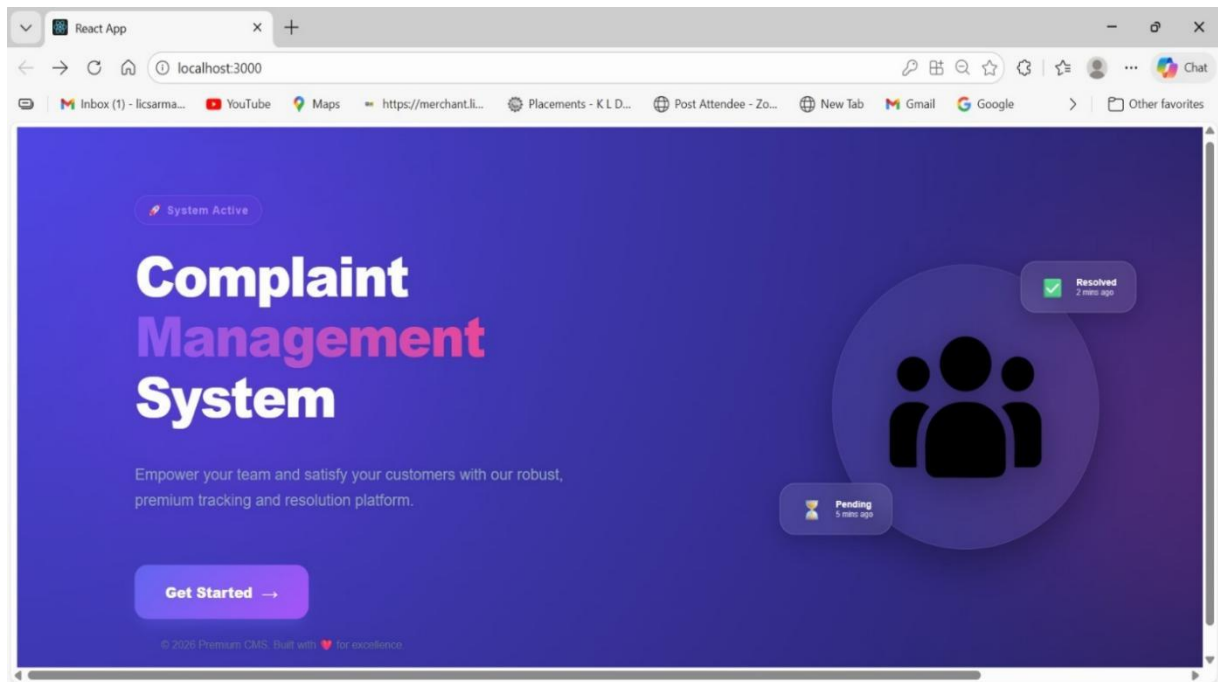 React App
localhost:3000
Chat
Inbox (1) - licsarma...
YouTube
Maps
https://merchant.li...
Placements - K L D...
Post Attendee - Zo...
New Tab
Gmail
Google
Other favorites
🚀 System Active
Complaint
Management
System
Empower your team and satisfy your customers with our robust,
premium tracking and resolution platform.
Get Started →
© 2026 Premium CMS. Built with ❤️ for excellence.
Resolved
2 mins ago
Pending
5 mins ago